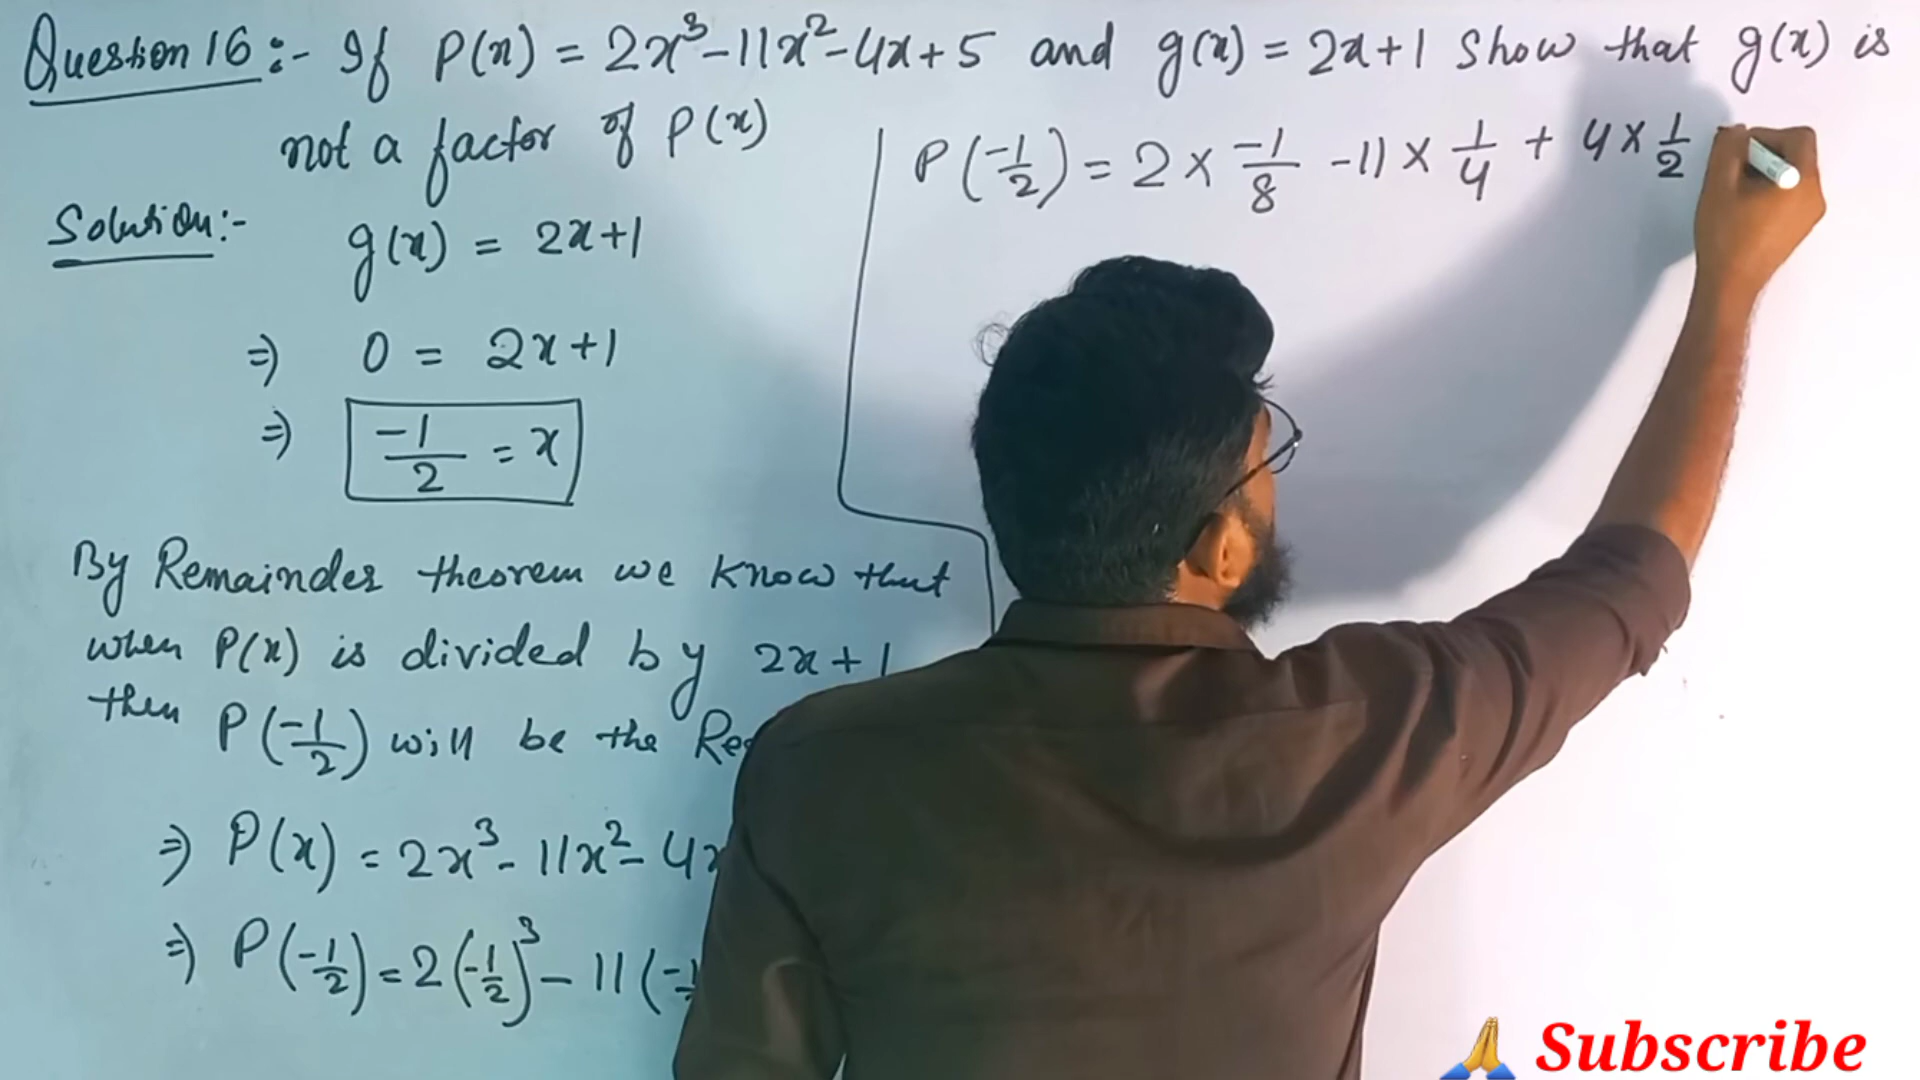 Question 16 :- If P(x) = 2x³-11x²-4x+5 and g(x) = 2x+1 Show that g(x) is
not a factor of P(x)
Solution:- g(x) = 2x+1
⇒ 0 = 2x+1
⇒ -1/2 = x
By Remainder theorem we know that
when P(x) is divided by 2x+1
then P(-1/2) will be the
⇒ P(x) = 2x³-11x²-4x
⇒ P(-1/2) = 2(-1/2)³ - 11(-1/2
P(-1/2) = 2 × -1/8 - 11 × 1/4 + 4 × 1/2
🙏 Subscribe